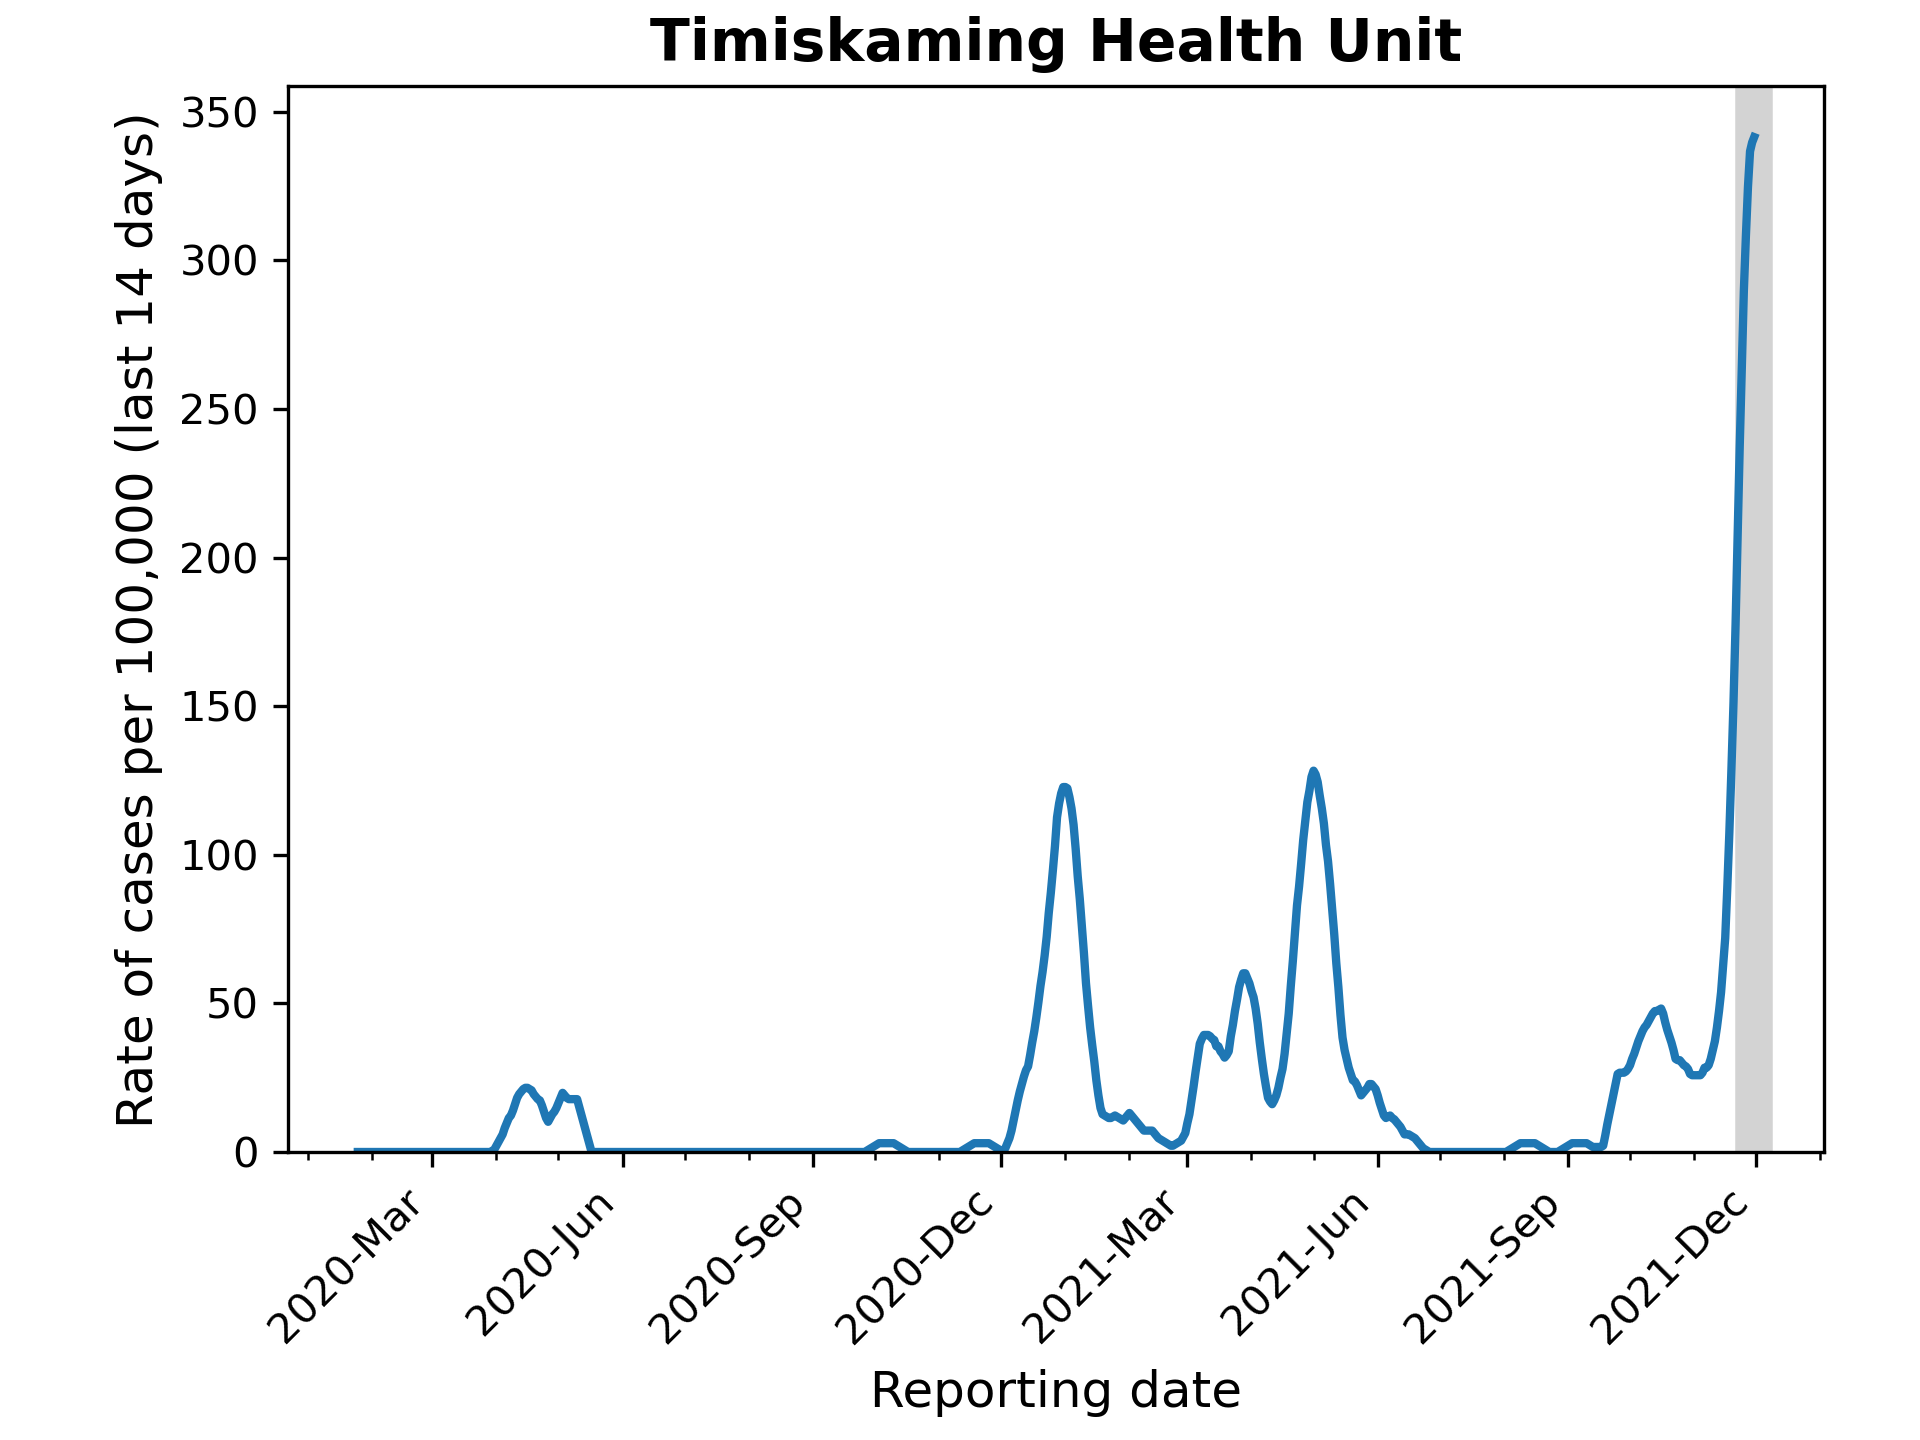 Timiskaming Health Unit
Rate of cases per 100,000 (last 14 days)
350
300
250
200
150
100
50
0
2020-Mar
2020-Jun
2020-Sep
2020-Dec
2021-Mar
2021-Jun
2021-Sep
2021-Dec
Reporting date